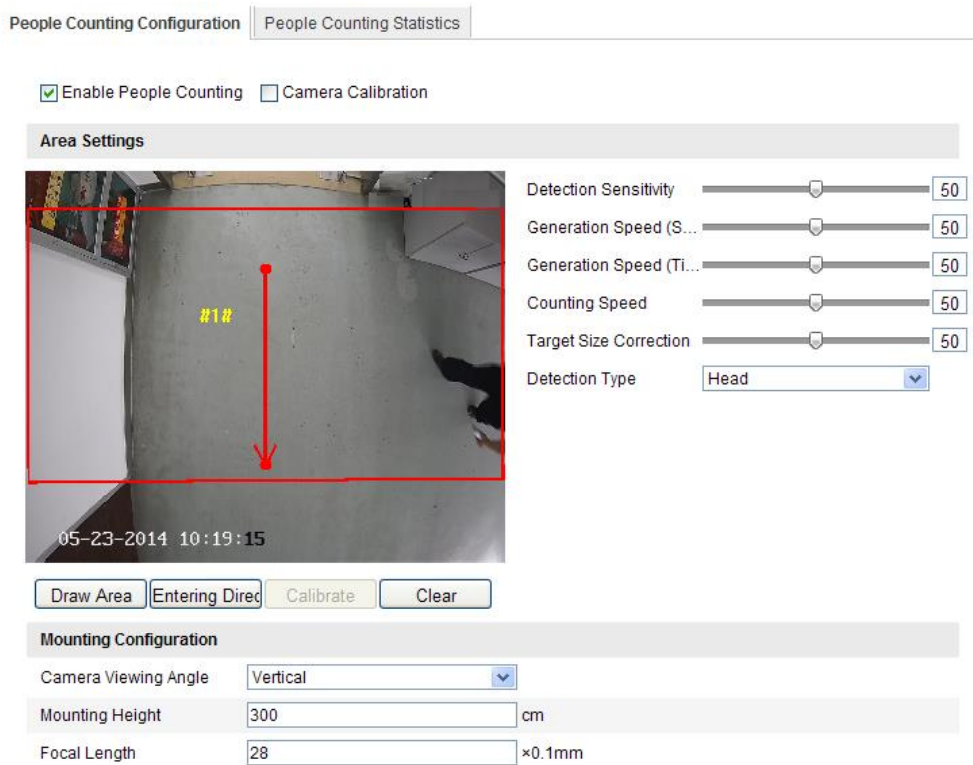 People Counting Configuration People Counting Statistics
Enable People Counting Camera Calibration
Area Settings
#1#
05-23-2014 10:19:15
Detection Sensitivity 50
Generation Speed (S... 50
Generation Speed (Ti... 50
Counting Speed 50
Target Size Correction 50
Detection Type Head
Draw Area Entering Direc Calibrate Clear
Mounting Configuration
Camera Viewing Angle Vertical
Mounting Height 300 cm
Focal Length 28 ×0.1mm